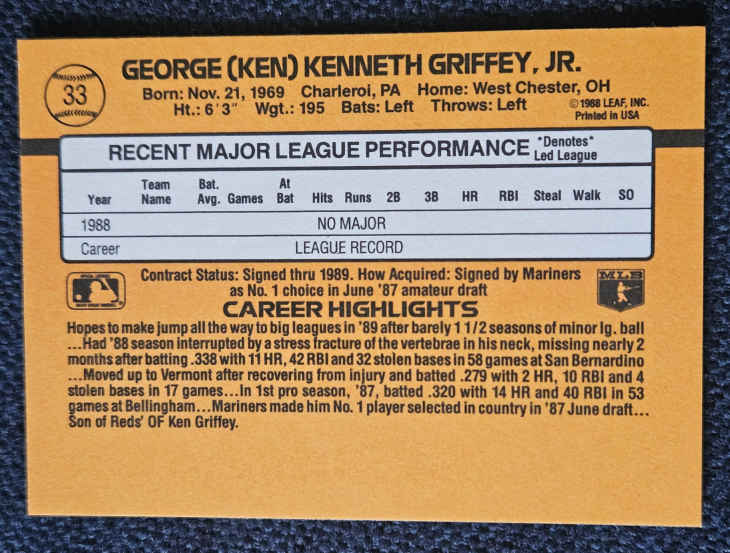 33
GEORGE (KEN) KENNETH GRIFFEY, JR.
Born: Nov. 21, 1969 Charleroi, PA Home: West Chester, OH
Ht.: 6'3" Wgt.: 195 Bats: Left Throws: Left
©1988 LEAF, INC.
Printed in USA
RECENT MAJOR LEAGUE PERFORMANCE *Denotes* Led League
Year Team Name Bat. Avg. Games At Bat Hits Runs 2B 3B HR RBI Steal Walk SO
1988 NO MAJOR
Career LEAGUE RECORD
Contract Status: Signed thru 1989. How Acquired: Signed by Mariners
as No. 1 choice in June '87 amateur draft
MLB
CAREER HIGHLIGHTS
Hopes to make jump all the way to big leagues in '89 after barely 1 1/2 seasons of minor lg. ball
...Had '88 season interrupted by a stress fracture of the vertebrae in his neck, missing nearly 2
months after batting .338 with 11 HR, 42 RBI and 32 stolen bases in 58 games at San Bernardino
...Moved up to Vermont after recovering from injury and batted .279 with 2 HR, 10 RBI and 4
stolen bases in 17 games...In 1st pro season, '87, batted .320 with 14 HR and 40 RBI in 53
games at Bellingham...Mariners made him No. 1 player selected in country in '87 June draft...
Son of Reds' OF Ken Griffey.